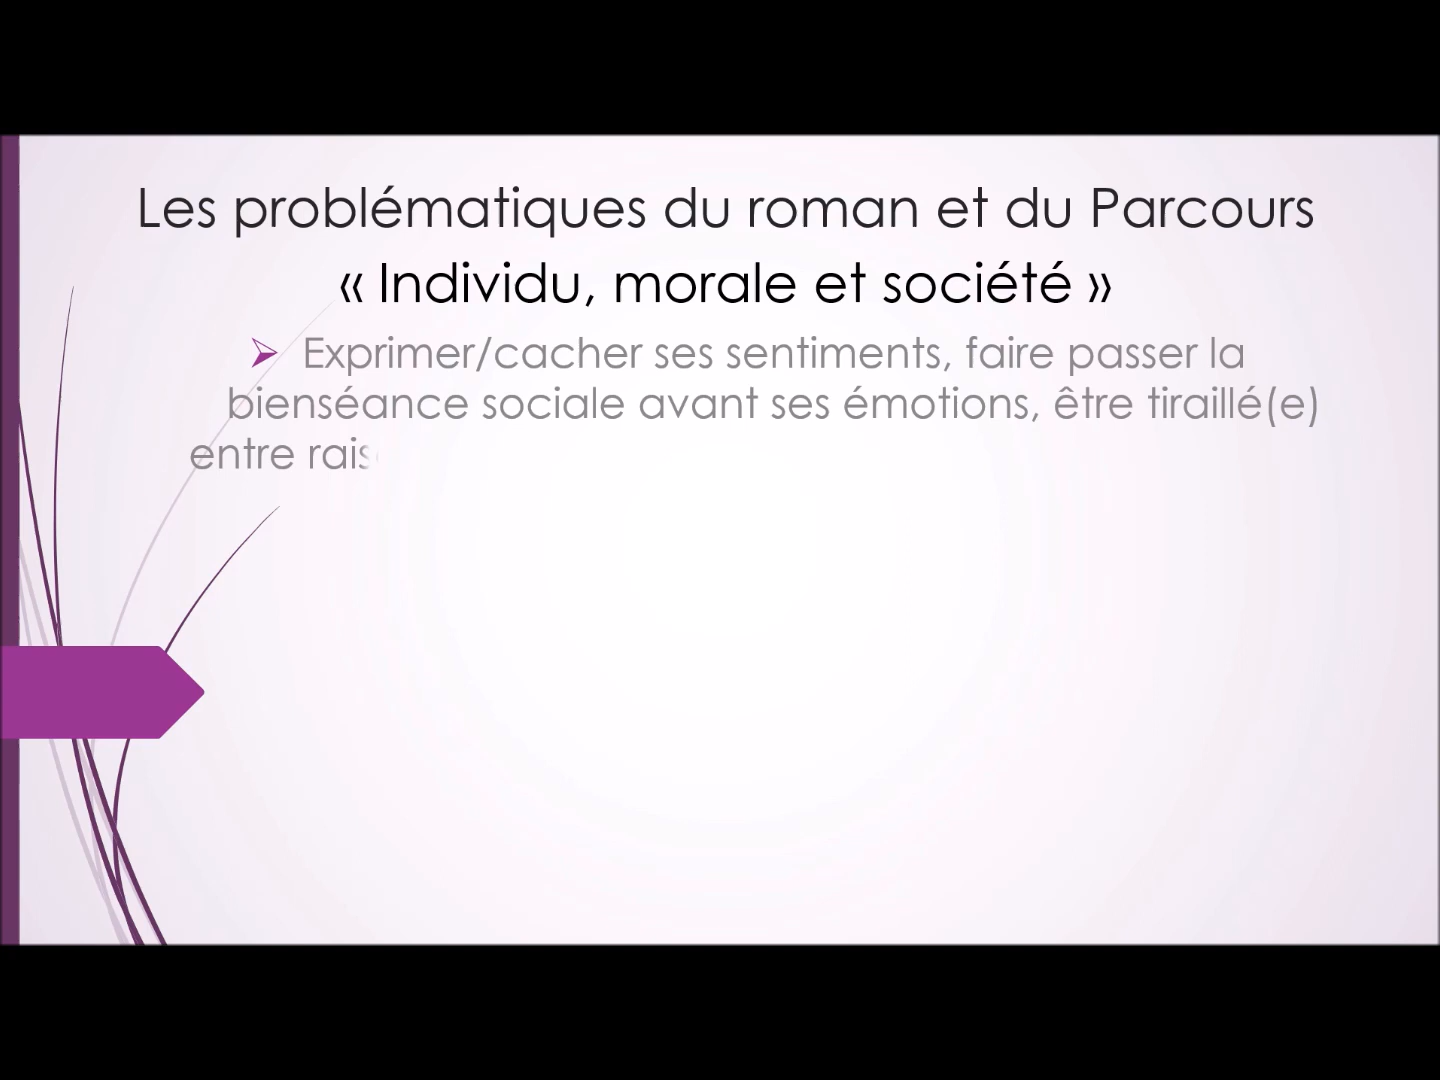 Les problématiques du roman et du Parcours
« Individu, morale et société »
Exprimer/cacher ses sentiments, faire passer la
bienséance sociale avant ses émotions, être tiraillé(e)
entre rais